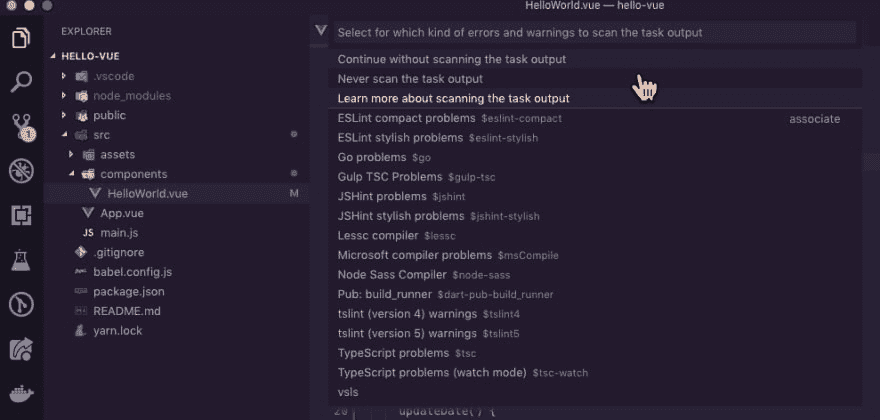 HelloWorld.vue — hello-vue
EXPLORER
HELLO-VUE
.vscode
node_modules
public
src
assets
components
HelloWorld.vue M
App.vue
JS main.js
.gitignore
babel.config.js
package.json
README.md
yarn.lock
1
Select for which kind of errors and warnings to scan the task output
Continue without scanning the task output
Never scan the task output
Learn more about scanning the task output
ESLint compact problems $eslint-compact associate
ESLint stylish problems $eslint-stylish
Go problems $go
Gulp TSC Problems $gulp-tsc
JSHint problems $jshint
JSHint stylish problems $jshint-stylish
Lessc compiler $lessc
Microsoft compiler problems $msCompile
Node Sass Compiler $node-sass
Pub: build_runner $dart-pub-build_runner
tslint (version 4) warnings $tslint4
tslint (version 5) warnings $tslint5
TypeScript problems $tsc
TypeScript problems (watch mode) $tsc-watch
vsls
20 updateDate() {